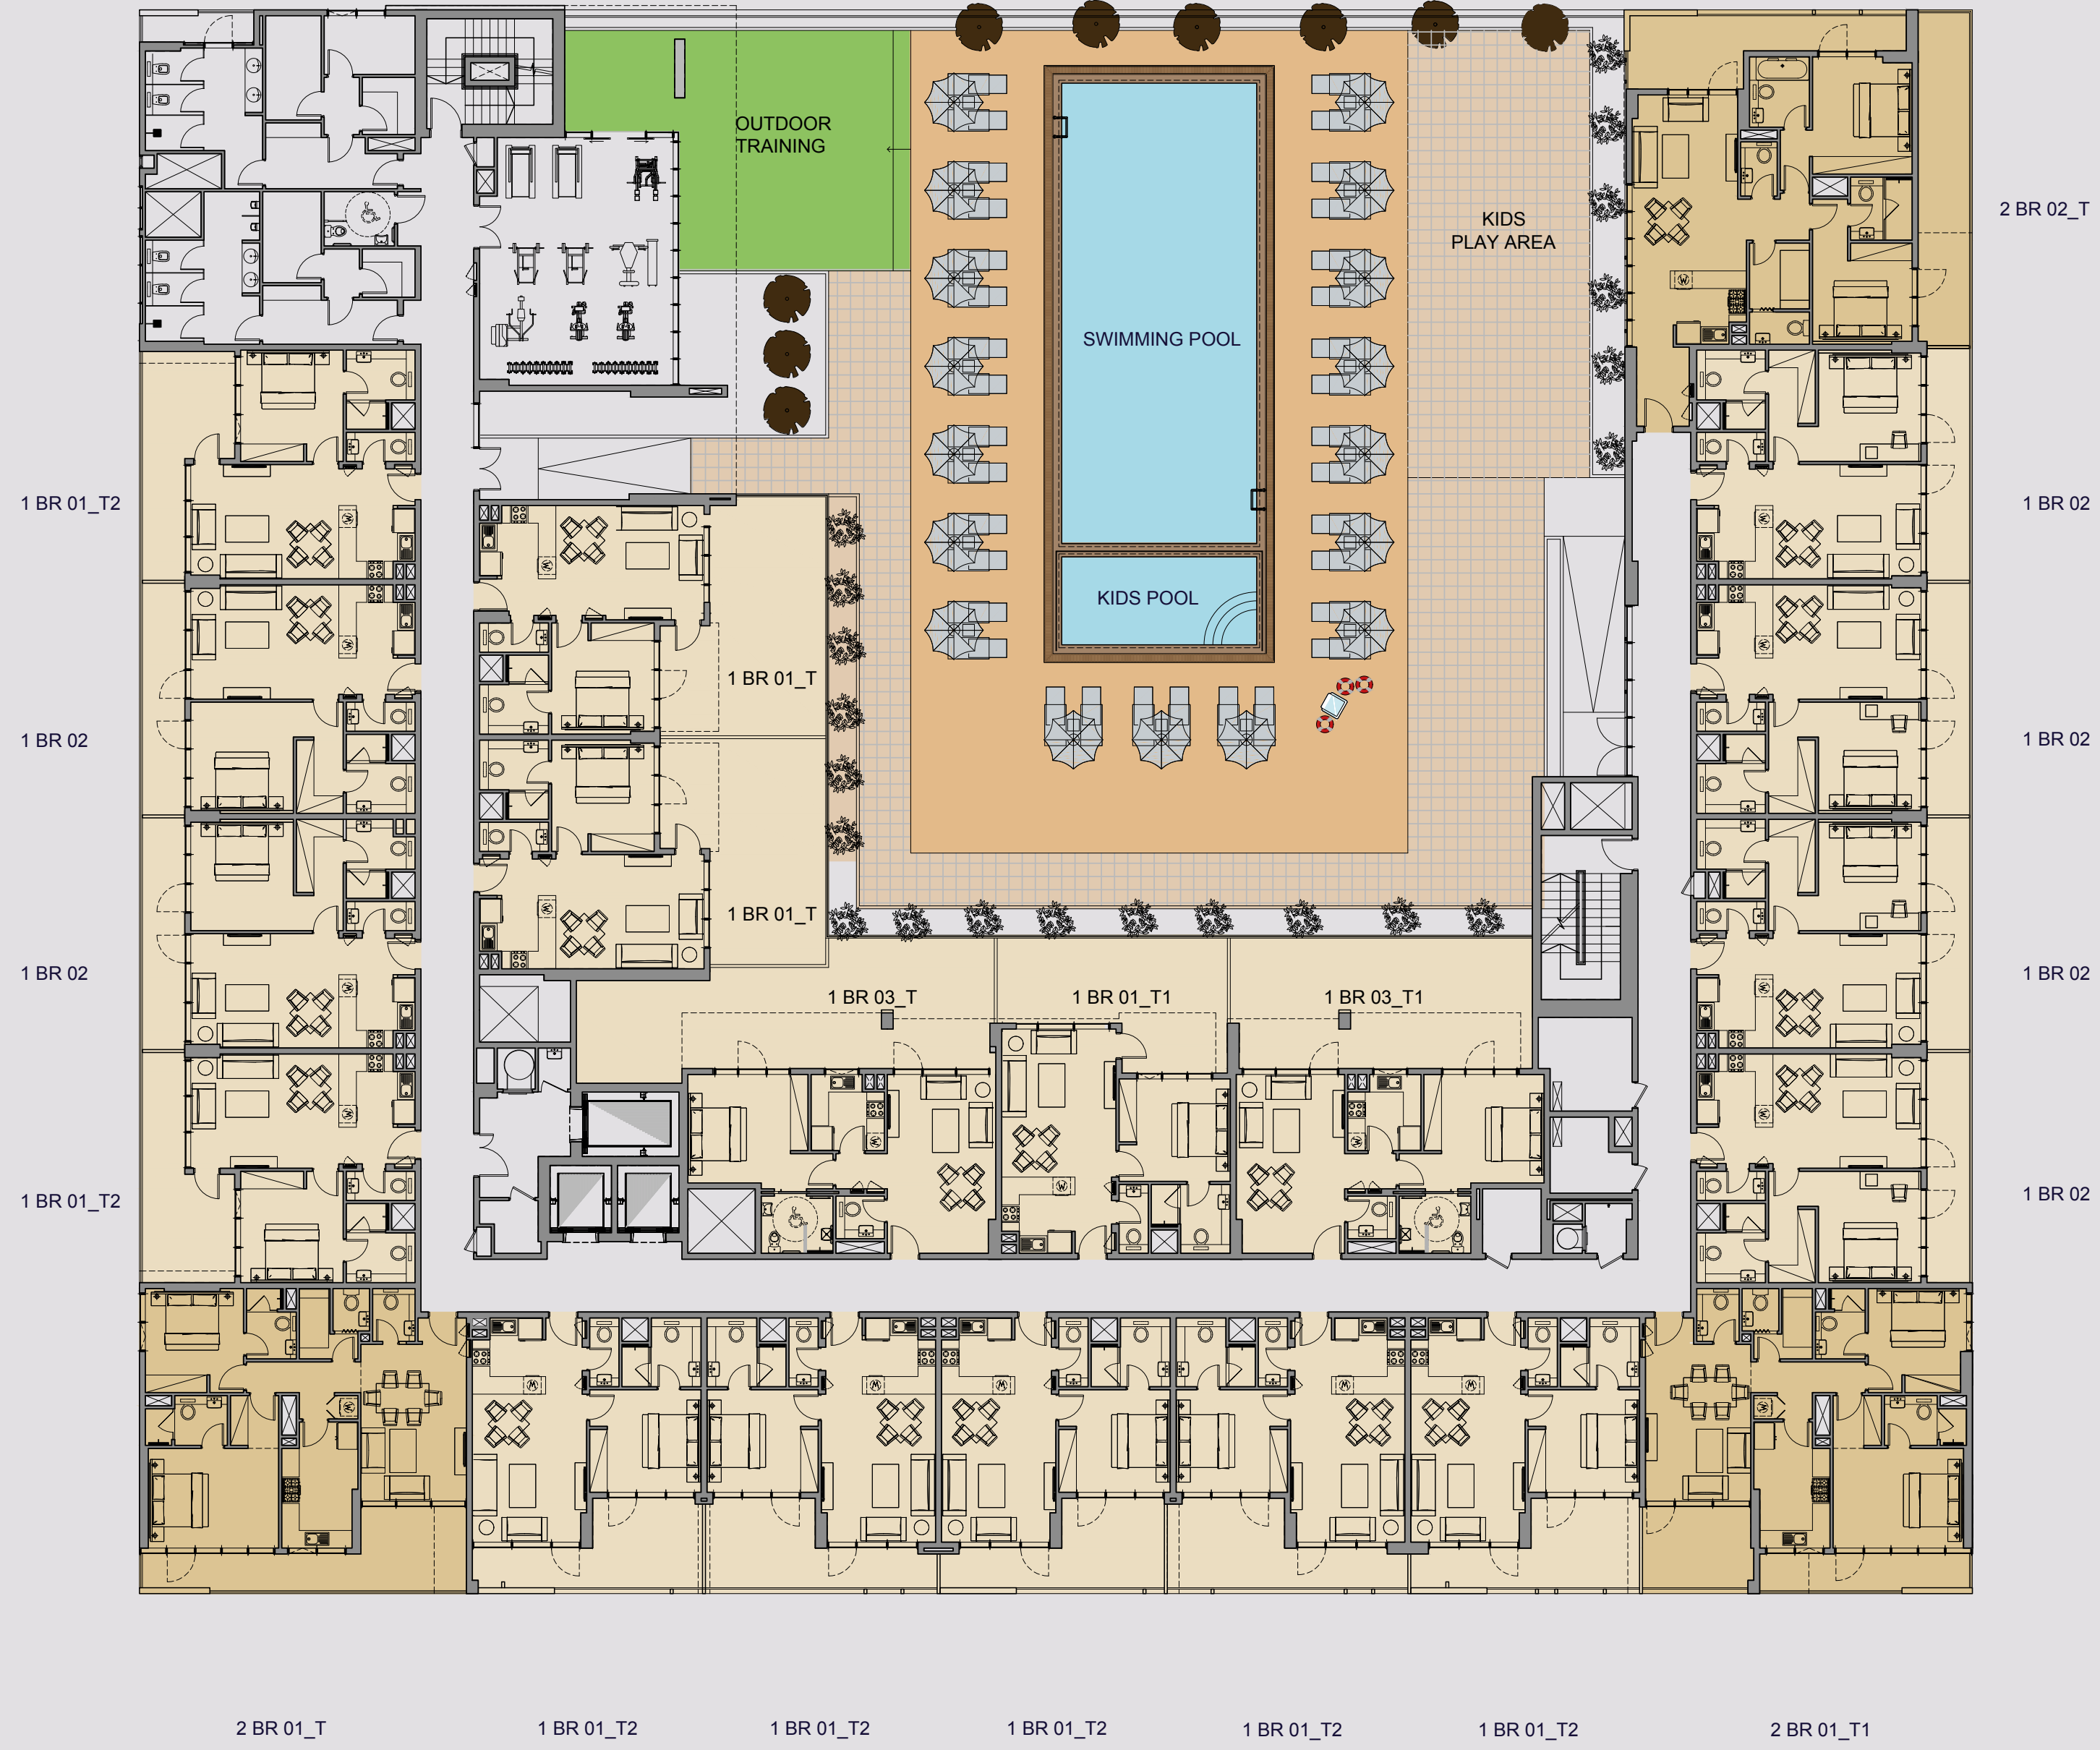 OUTDOOR
TRAINING
KIDS
PLAY AREA
2 BR 02_T
SWIMMING POOL
1 BR 01_T2
1 BR 02
KIDS POOL
1 BR 01_T
1 BR 02
1 BR 02
1 BR 01_T
1 BR 02
1 BR 02
1 BR 03_T
1 BR 01_T1
1 BR 03_T1
1 BR 01_T2
1 BR 02
2 BR 01_T
1 BR 01_T2
1 BR 01_T2
1 BR 01_T2
1 BR 01_T2
1 BR 01_T2
2 BR 01_T1